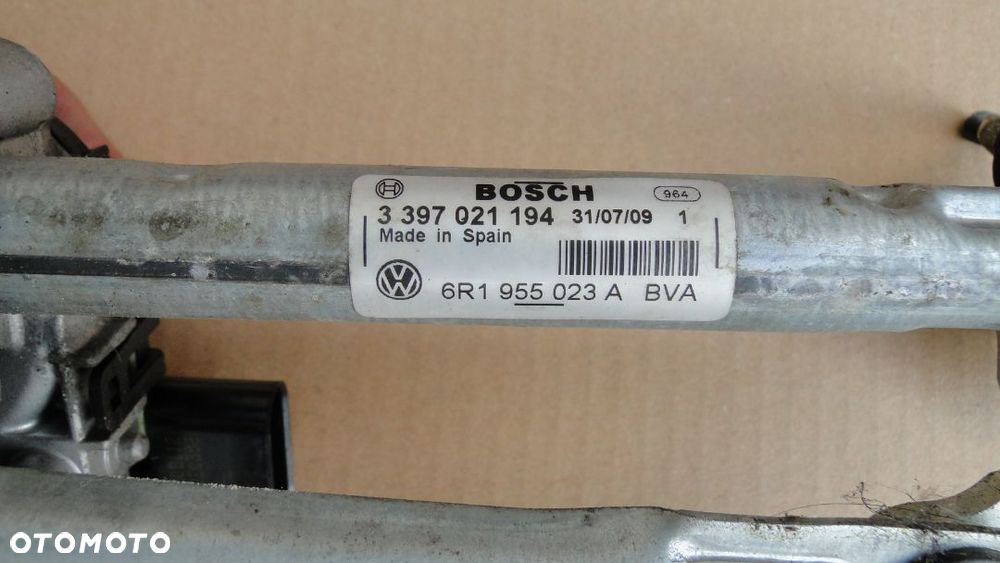 BOSCH 964
3 397 021 194 31/07/09 1
Made in Spain
6R1 955 023 A BVA
OTOMOTO